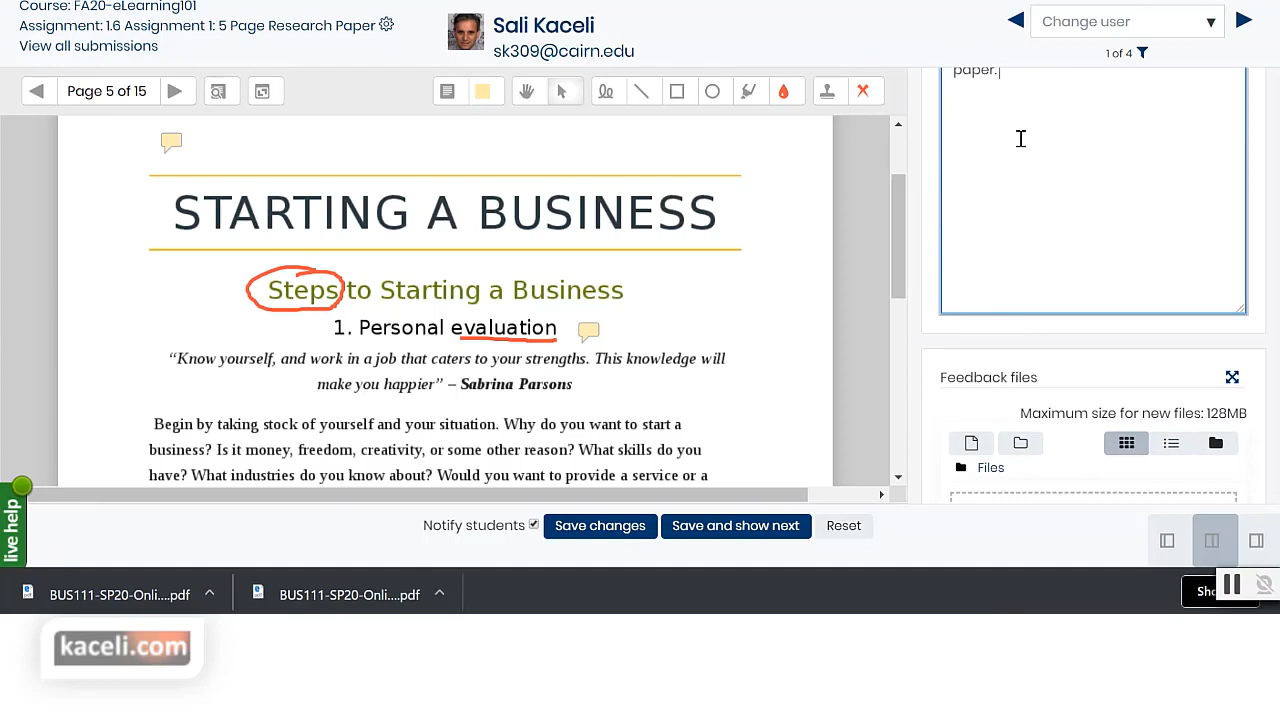 Course: FA20-eLearning101
Assignment: 1.6 Assignment 1: 5 Page Research Paper
View all submissions
Sali Kaceli
sk309@cairn.edu
Change user
1 of 4
Page 5 of 15
paper.
STARTING A BUSINESS
Steps to Starting a Business
1. Personal evaluation
“Know yourself, and work in a job that caters to your strengths. This knowledge will
make you happier” – Sabrina Parsons
Begin by taking stock of yourself and your situation. Why do you want to start a
business? Is it money, freedom, creativity, or some other reason? What skills do you
have? What industries do you know about? Would you want to provide a service or a
Feedback files
Maximum size for new files: 128MB
Files
live help
Notify students
Save changes
Save and show next
Reset
BUS111-SP20-Onli....pdf
BUS111-SP20-Onli....pdf
kaceli.com